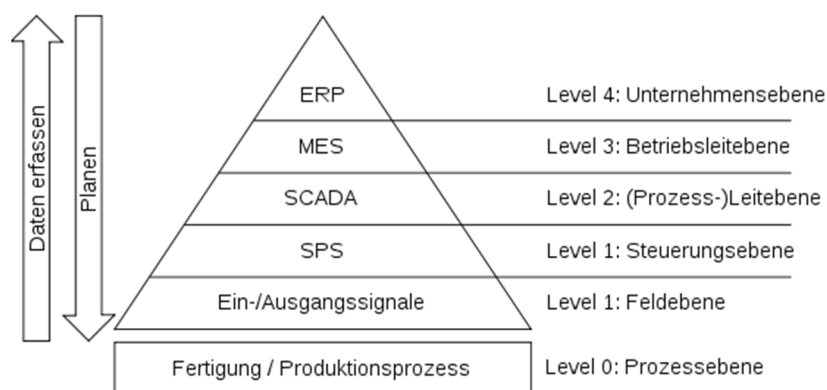 Daten erfassen
Planen
ERP
Level 4: Unternehmensebene
MES
Level 3: Betriebsleitebene
SCADA
Level 2: (Prozess-)Leitebene
SPS
Level 1: Steuerungsebene
Ein-/Ausgangssignale
Level 1: Feldebene
Fertigung / Produktionsprozess
Level 0: Prozessebene